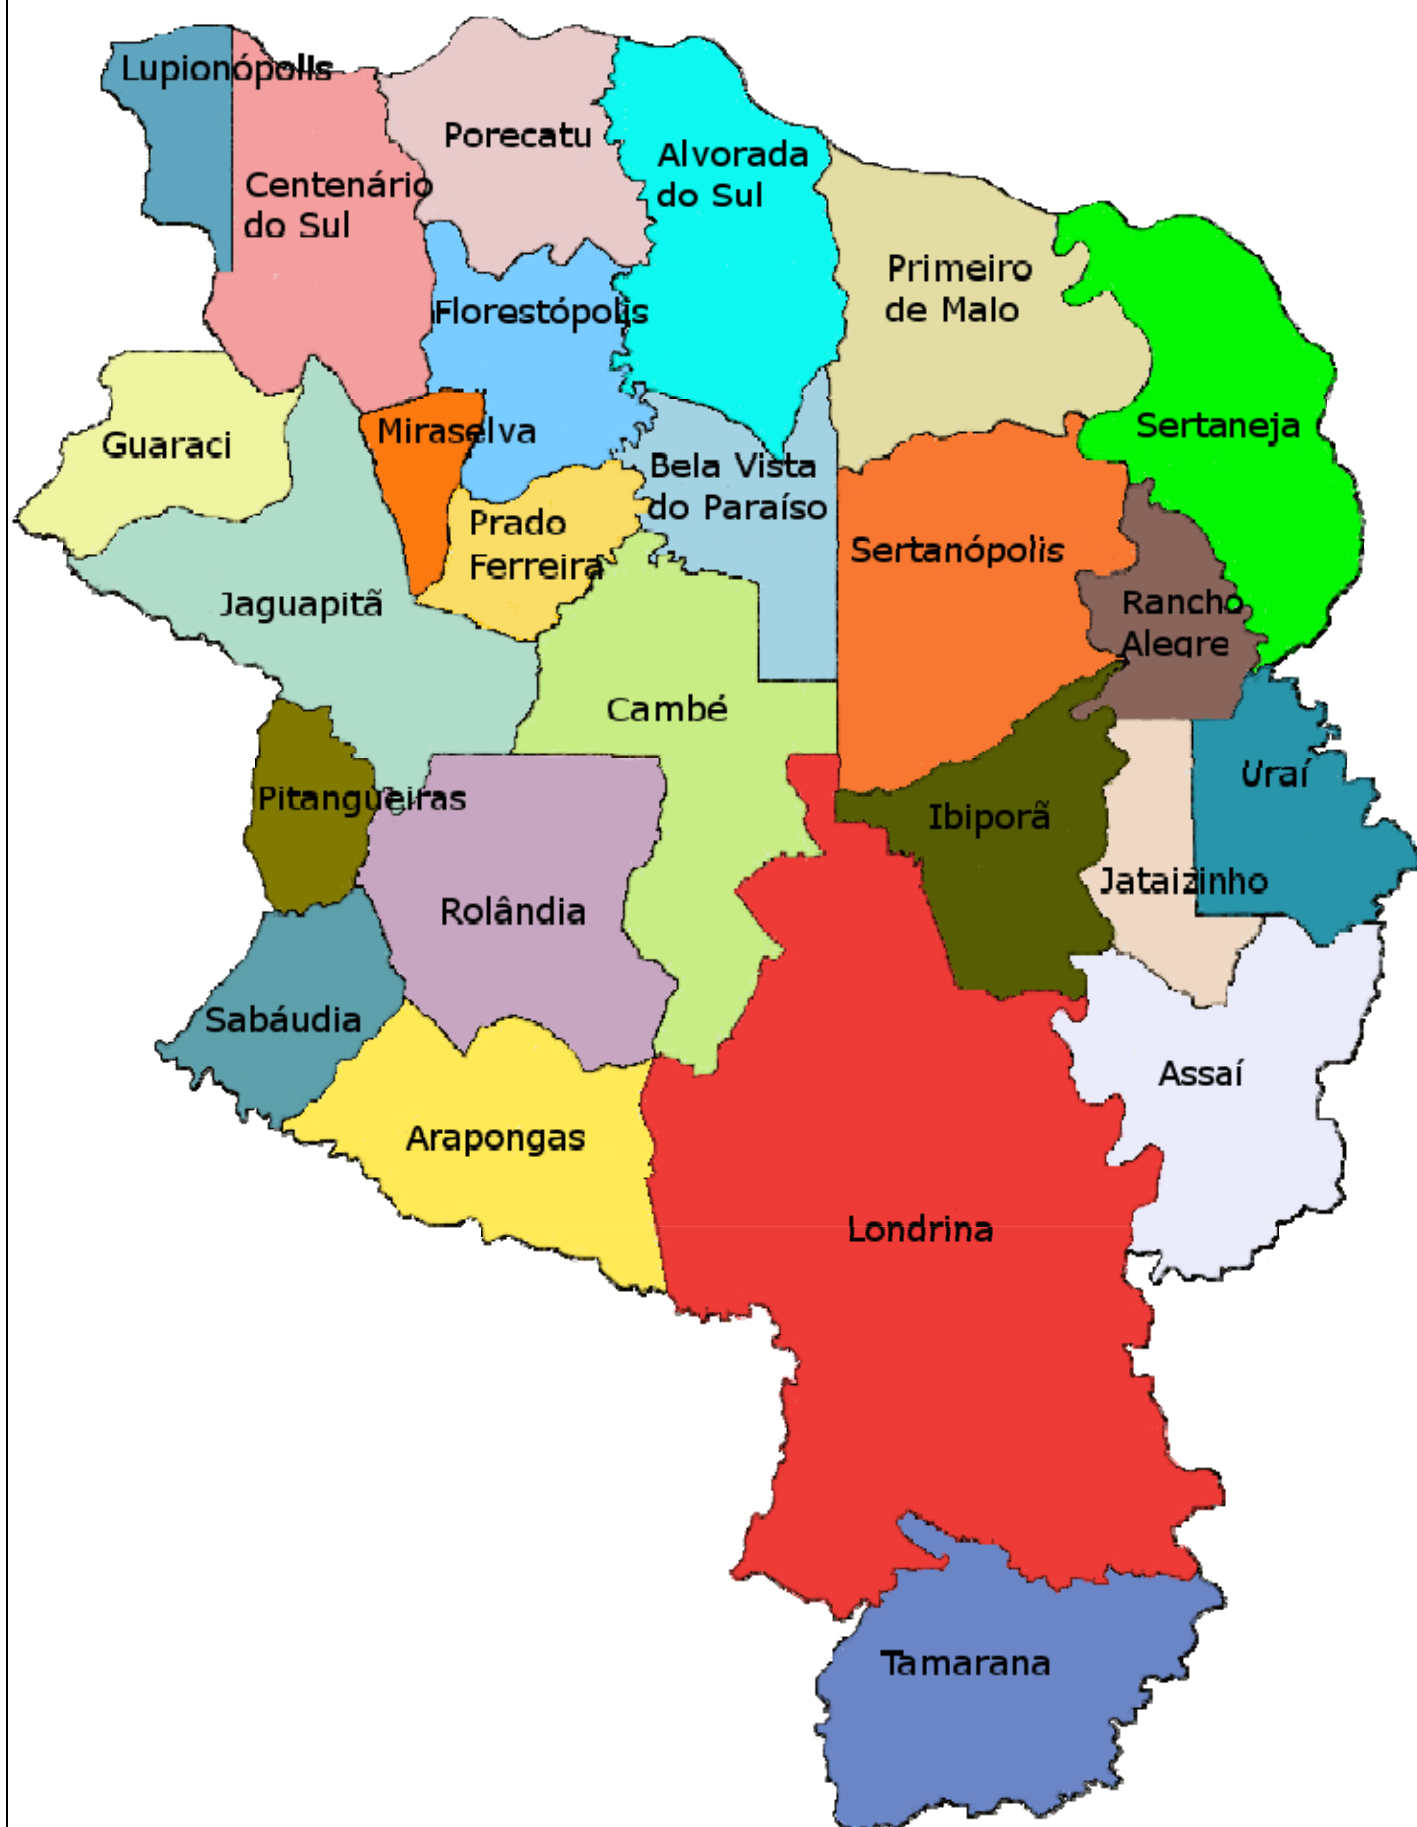 Lupionópolis
Porecatu
Alvorada
do Sul
Centenário
do Sul
Primeiro
de Malo
Florestópolis
Sertaneja
Guaraci
Miraselva
Bela Vista
do Paraíso
Prado
Ferreira
Sertanópolis
Jaguapitã
Rancho
Alegre
Cambé
Uraí
Pitangueiras
Ibiporã
Jataizinho
Rolândia
Sabáudia
Assaí
Arapongas
Londrina
Tamarana